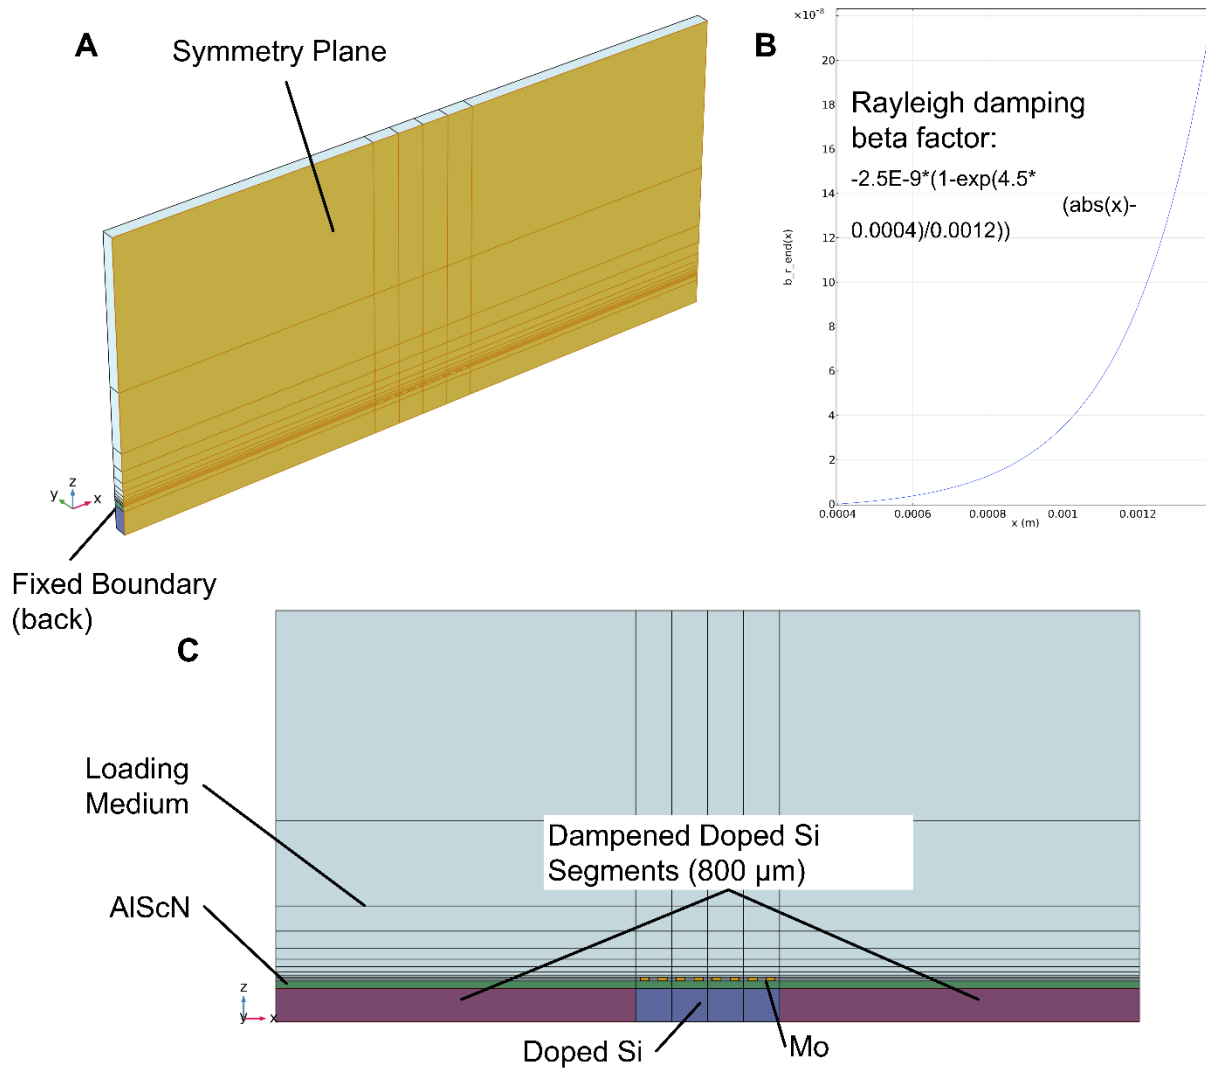 A
Symmetry Plane
y
z
x
Fixed Boundary
(back)
B
×10⁻⁸
20
18
16
14
12
10
8
6
4
2
0
b_r_end(x)
Rayleigh damping
beta factor:
-2.5E-9*(1-exp(4.5*
(abs(x)-
0.0004)/0.0012))
0.0004
0.0006
0.0008
0.001
0.0012
x (m)
C
Loading
Medium
Dampened Doped Si
Segments (800 µm)
AlScN
z
y
x
Doped Si
Mo